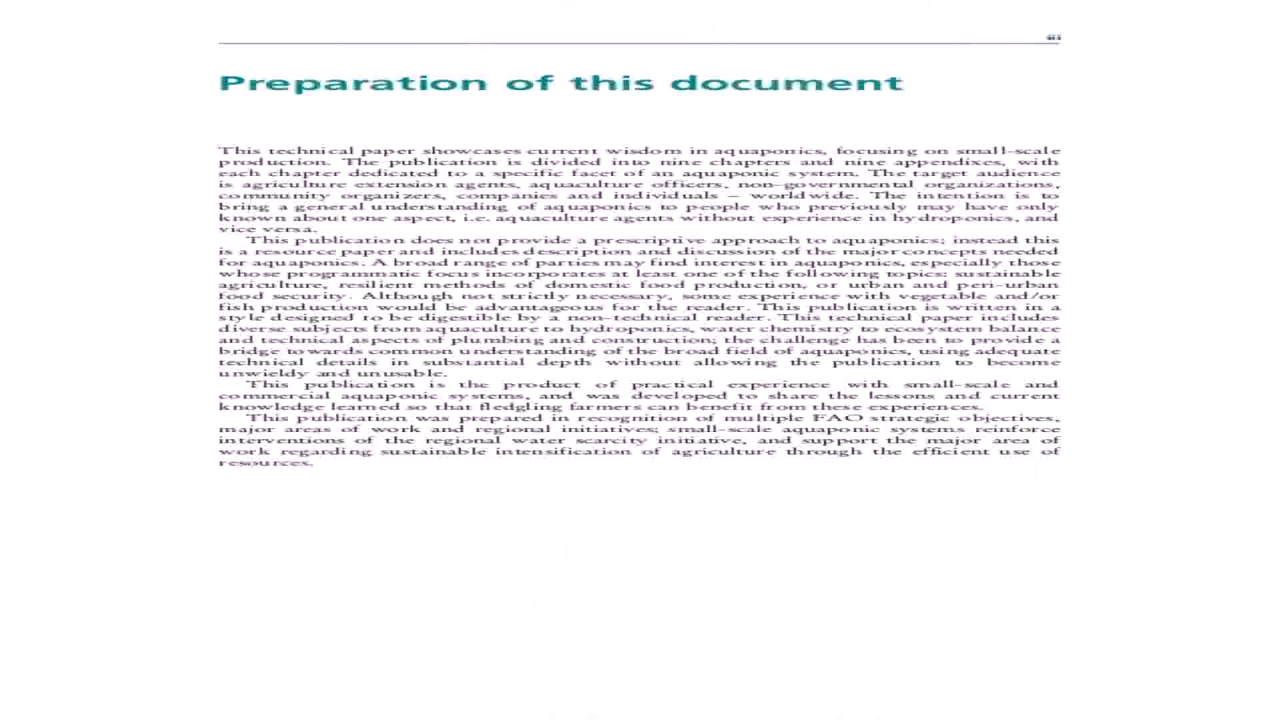 iii
Preparation of this document
This technical paper showcases current wisdom in aquaponics, focusing on small-scale
production. The publication is divided into nine chapters and nine appendixes, with
each chapter dedicated to a specific facet of an aquaponic system. The target audience
is agriculture extension agents, aquaculture officers, non-governmental organizations,
community organizers, companies and individuals – worldwide. The intention is to
bring a general understanding of aquaponics to people who previously may have only
known about one aspect, i.e. aquaculture agents without experience in hydroponics, and
vice versa.
This publication does not provide a prescriptive approach to aquaponics; instead this
is a resource paper and includes description and discussion of the major concepts needed
for aquaponics. A broad range of parties may find interest in aquaponics, especially those
whose programmatic focus incorporates at least one of the following topics: sustainable
agriculture, resilient methods of domestic food production, or urban and peri-urban
food security. Although not strictly necessary, some experience with vegetable and/or
fish production would be advantageous for the reader. This publication is written in a
style designed to be digestible by a non-technical reader. This technical paper includes
diverse subjects from aquaculture to hydroponics, water chemistry to ecosystem balance
and technical aspects of plumbing and construction; the challenge has been to provide a
bridge towards common understanding of the broad field of aquaponics, using adequate
technical details in substantial depth without allowing the publication to become
unwieldy and unusable.
This publication is the product of practical experience with small-scale and
commercial aquaponic systems, and was developed to share the lessons and current
knowledge learned so that fledgling farmers can benefit from these experiences.
This publication was prepared in recognition of multiple FAO strategic objectives,
major areas of work and regional initiatives; small-scale aquaponic systems reinforce
interventions of the regional water scarcity initiative, and support the major area of
work regarding sustainable intensification of agriculture through the efficient use of
resources.